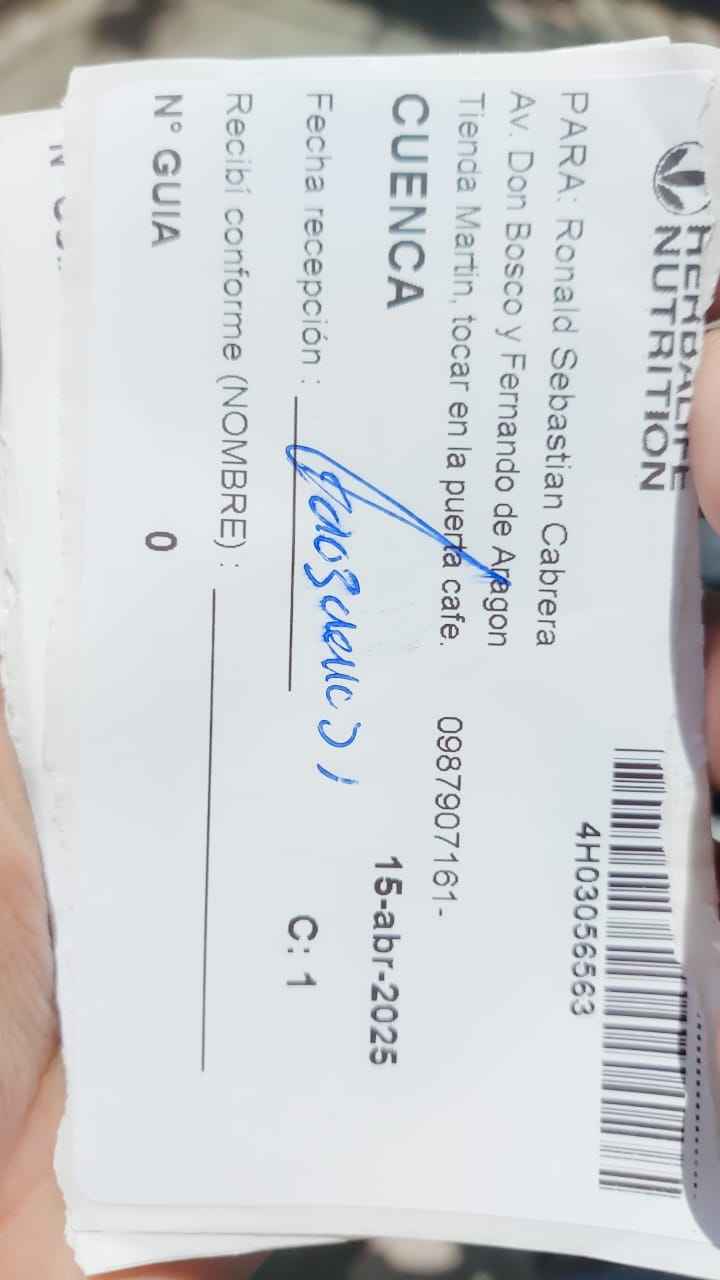 HERBALIFE
NUTRITION
4H03056563
PARA: Ronald Sebastian Cabrera
Av. Don Bosco y Fernando de Aragon
Tienda Martin, tocar en la puerta cafe. 0987907161-
CUENCA 15-abr-2025
Fecha recepción :
C: 1
Recibí conforme (NOMBRE) :
N° GUIA 0